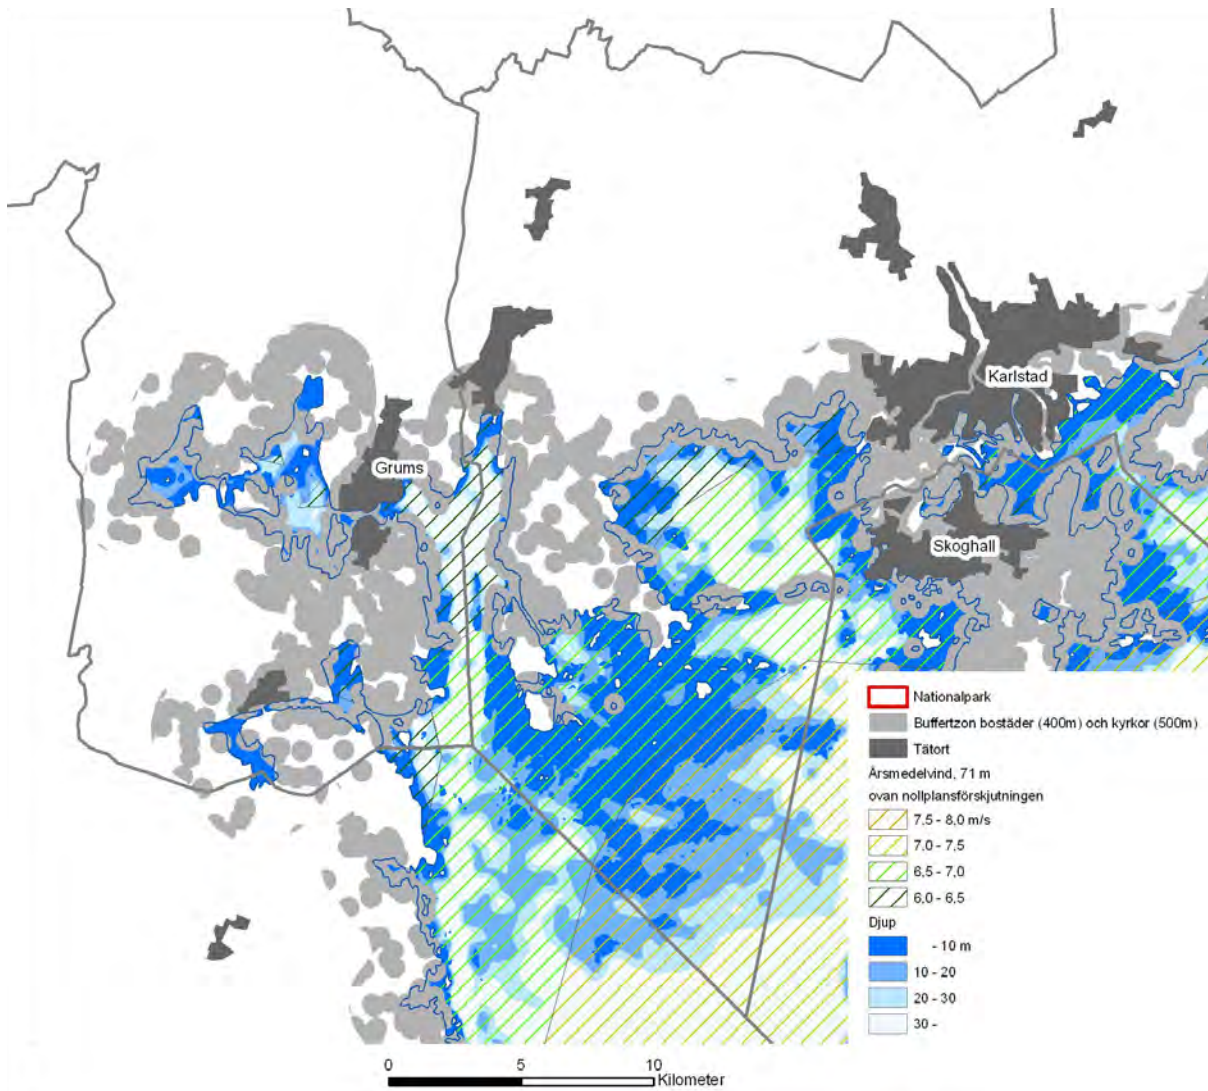 Karlstad
Grums
Skoghall
Nationalpark
Buffertzon bostäder (400m) och kyrkor (500m)
Tätort
Årsmedelvind, 71 m
ovan nollplansförskjutningen
7.5 - 8,0 m/s
7.0 - 7.5
6.5 - 7,0
6,0 - 6.5
Djup
- 10 m
10 - 20
20 - 30
30 -
0 5 10
Kilometer